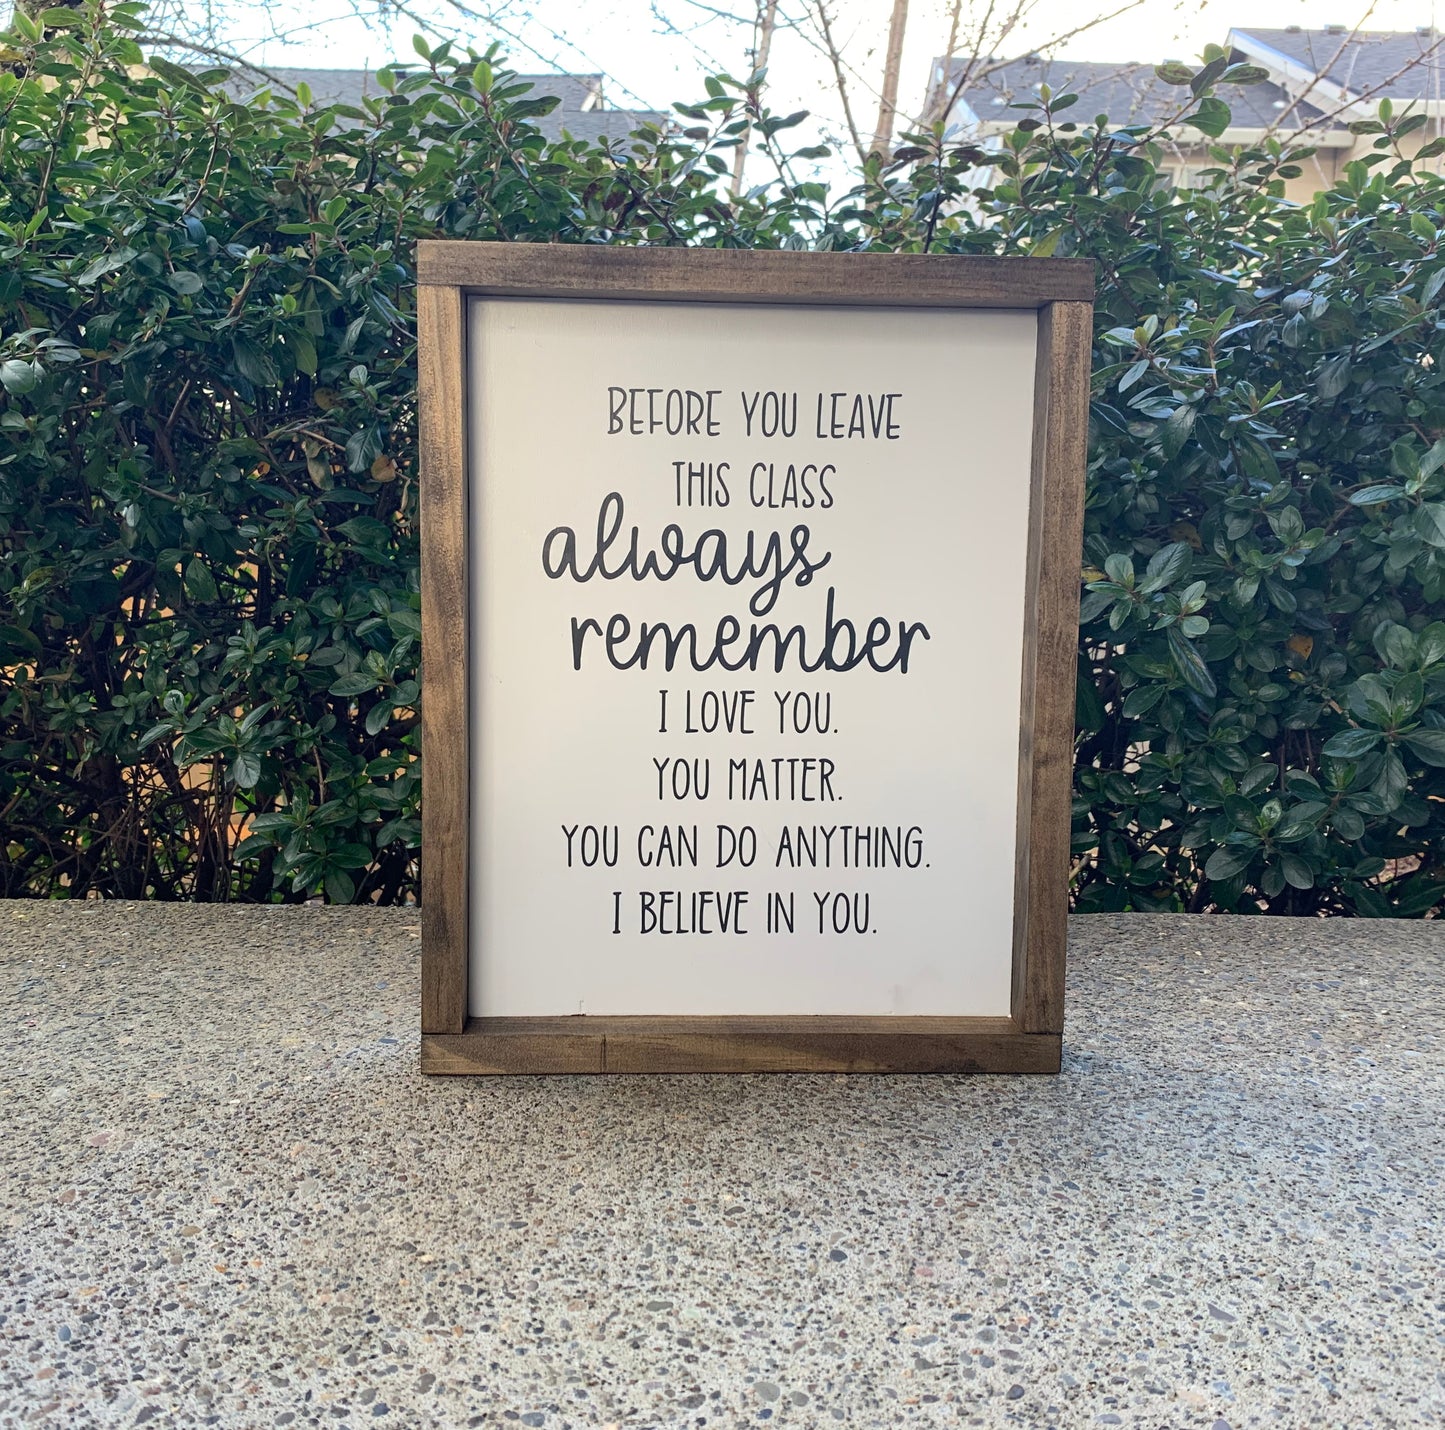 BEFORE YOU LEAVE
THIS CLASS
always
remember
I LOVE YOU.
YOU MATTER.
YOU CAN DO ANYTHING.
I BELIEVE IN YOU.